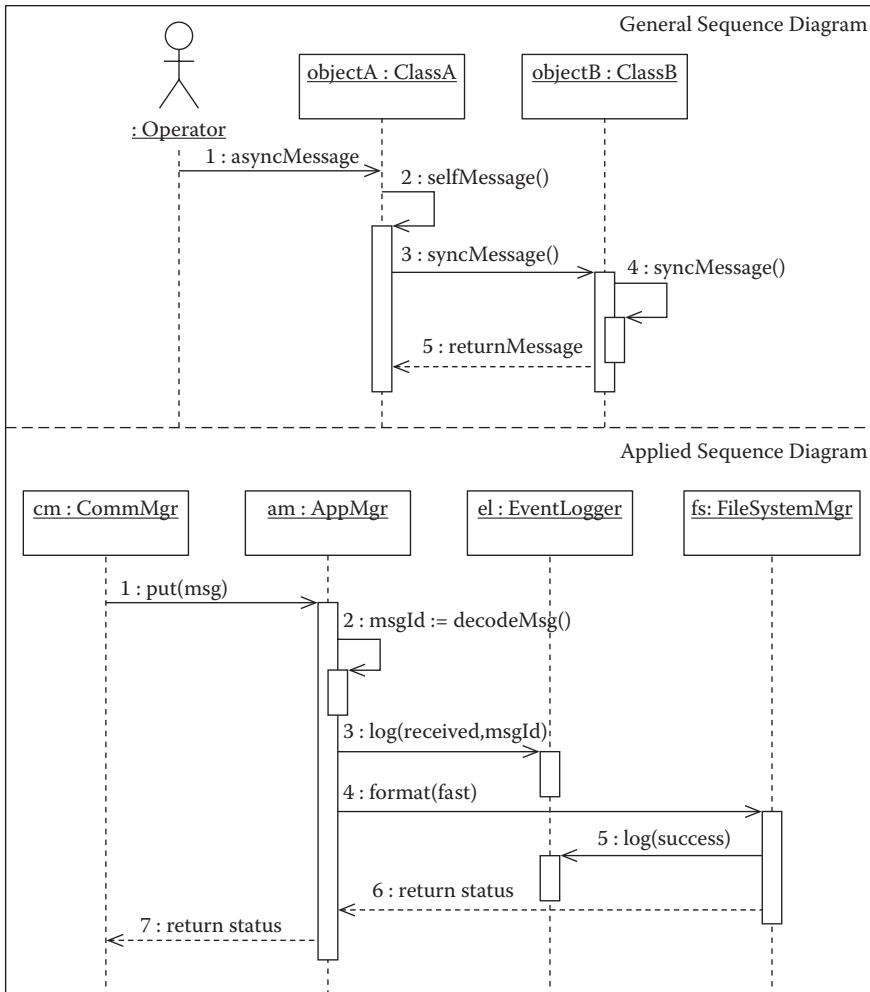 General Sequence Diagram
objectA : ClassA
objectB : ClassB
: Operator
1 : asyncMessage
2 : selfMessage()
3 : syncMessage()
4 : syncMessage()
5 : returnMessage
Applied Sequence Diagram
cm : CommMgr
am : AppMgr
el : EventLogger
fs: FileSystemMgr
1 : put(msg)
2 : msgId := decodeMsg()
3 : log(received,msgId)
4 : format(fast)
5 : log(success)
6 : return status
7 : return status